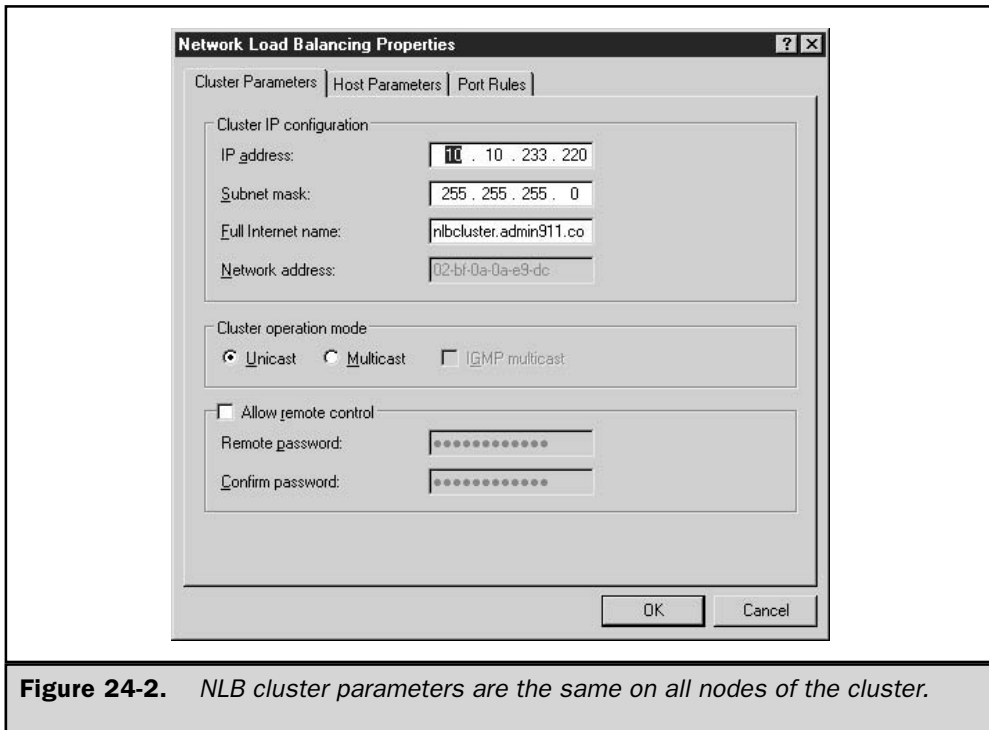 Network Load Balancing Properties
Cluster Parameters Host Parameters Port Rules
Cluster IP configuration
IP address: 10 . 10 . 233 . 220
Subnet mask: 255 . 255 . 255 . 0
Full Internet name: nlbcluster.admin911.co
Network address: 02-bf-0a-0a-e9-dc
Cluster operation mode
Unicast Multicast IGMP multicast
Allow remote control
Remote password: ●●●●●●●●●●●●
Confirm password: ●●●●●●●●●●●●
OK Cancel
Figure 24-2. NLB cluster parameters are the same on all nodes of the cluster.